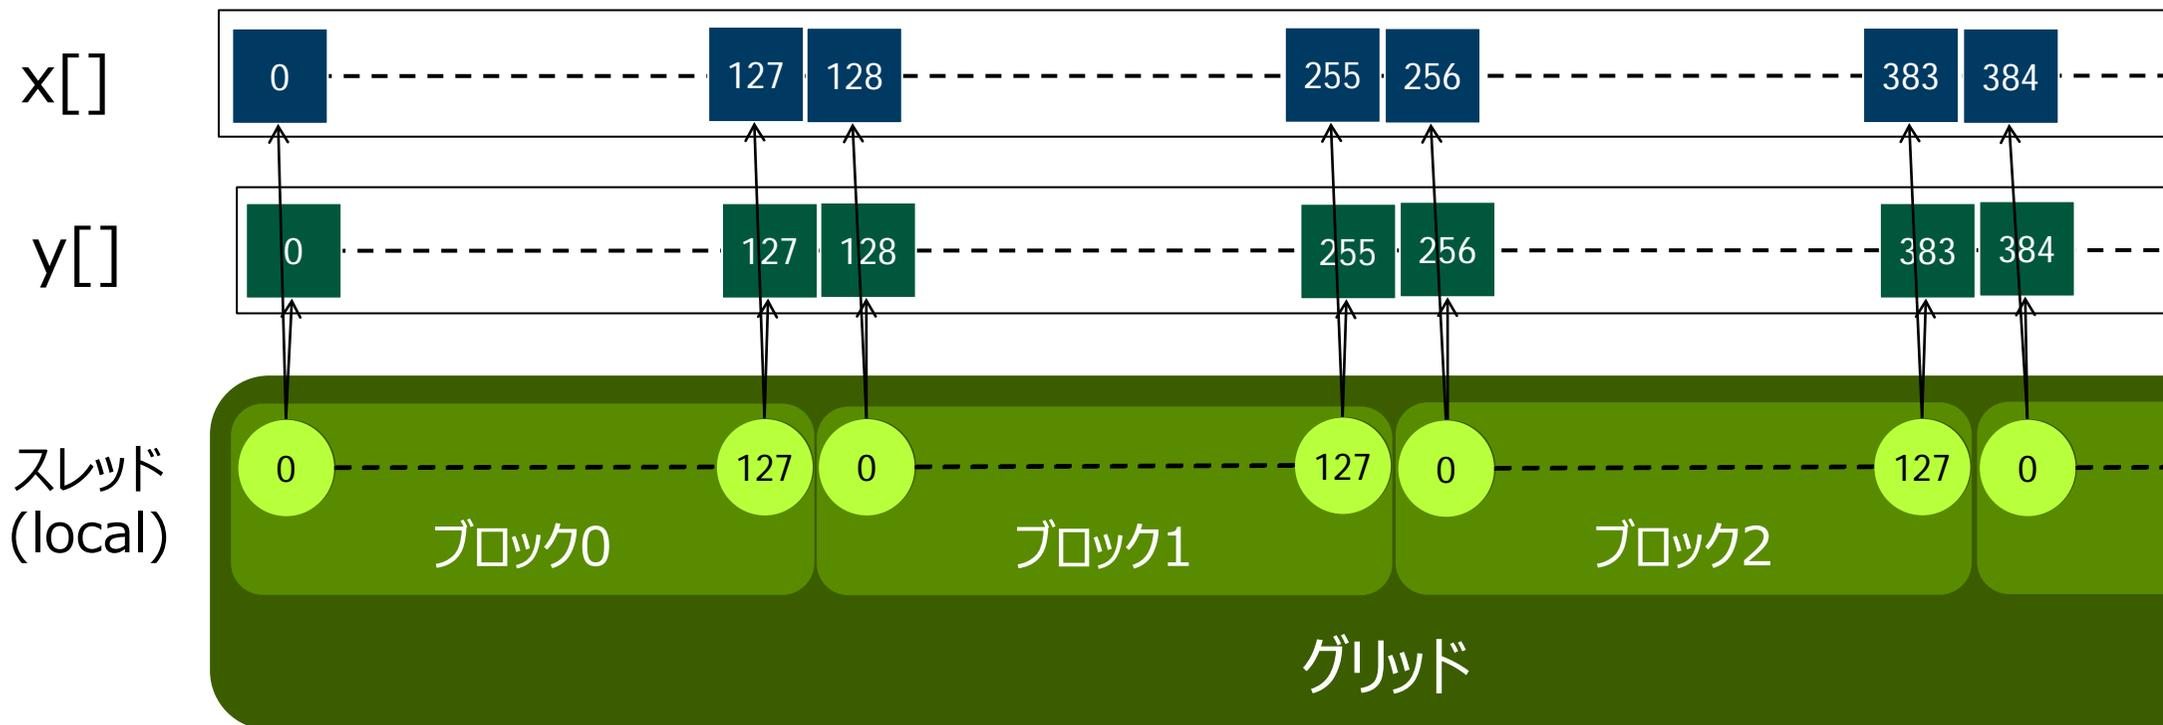 x[]
0 127 128 255 256 383 384
y[]
0 127 128 255 256 383 384
スレッド
(local)
0 127 0 127 0 127 0
ブロック0 ブロック1 ブロック2
グリッド